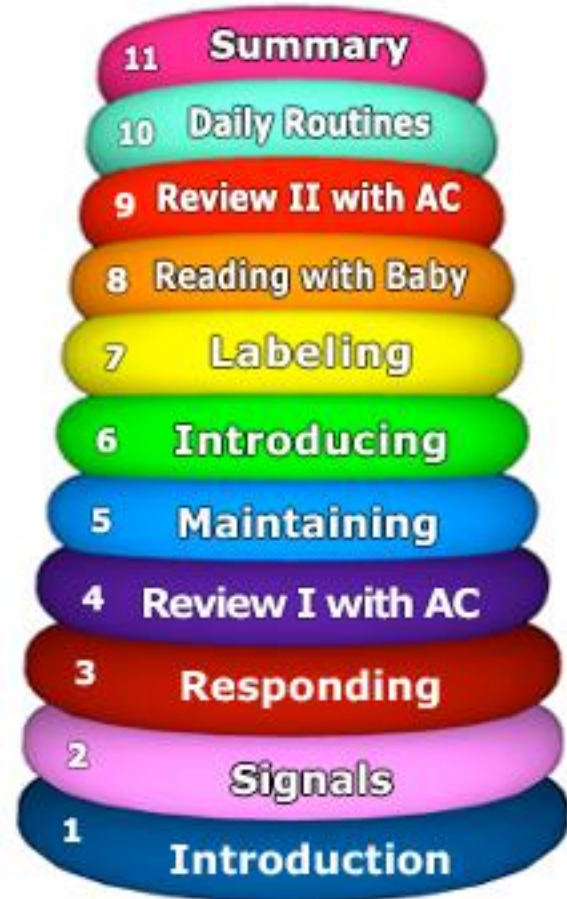 11 Summary
10 Daily Routines
9 Review II with AC
8 Reading with Baby
7 Labeling
6 Introducing
5 Maintaining
4 Review I with AC
3 Responding
2 Signals
1 Introduction